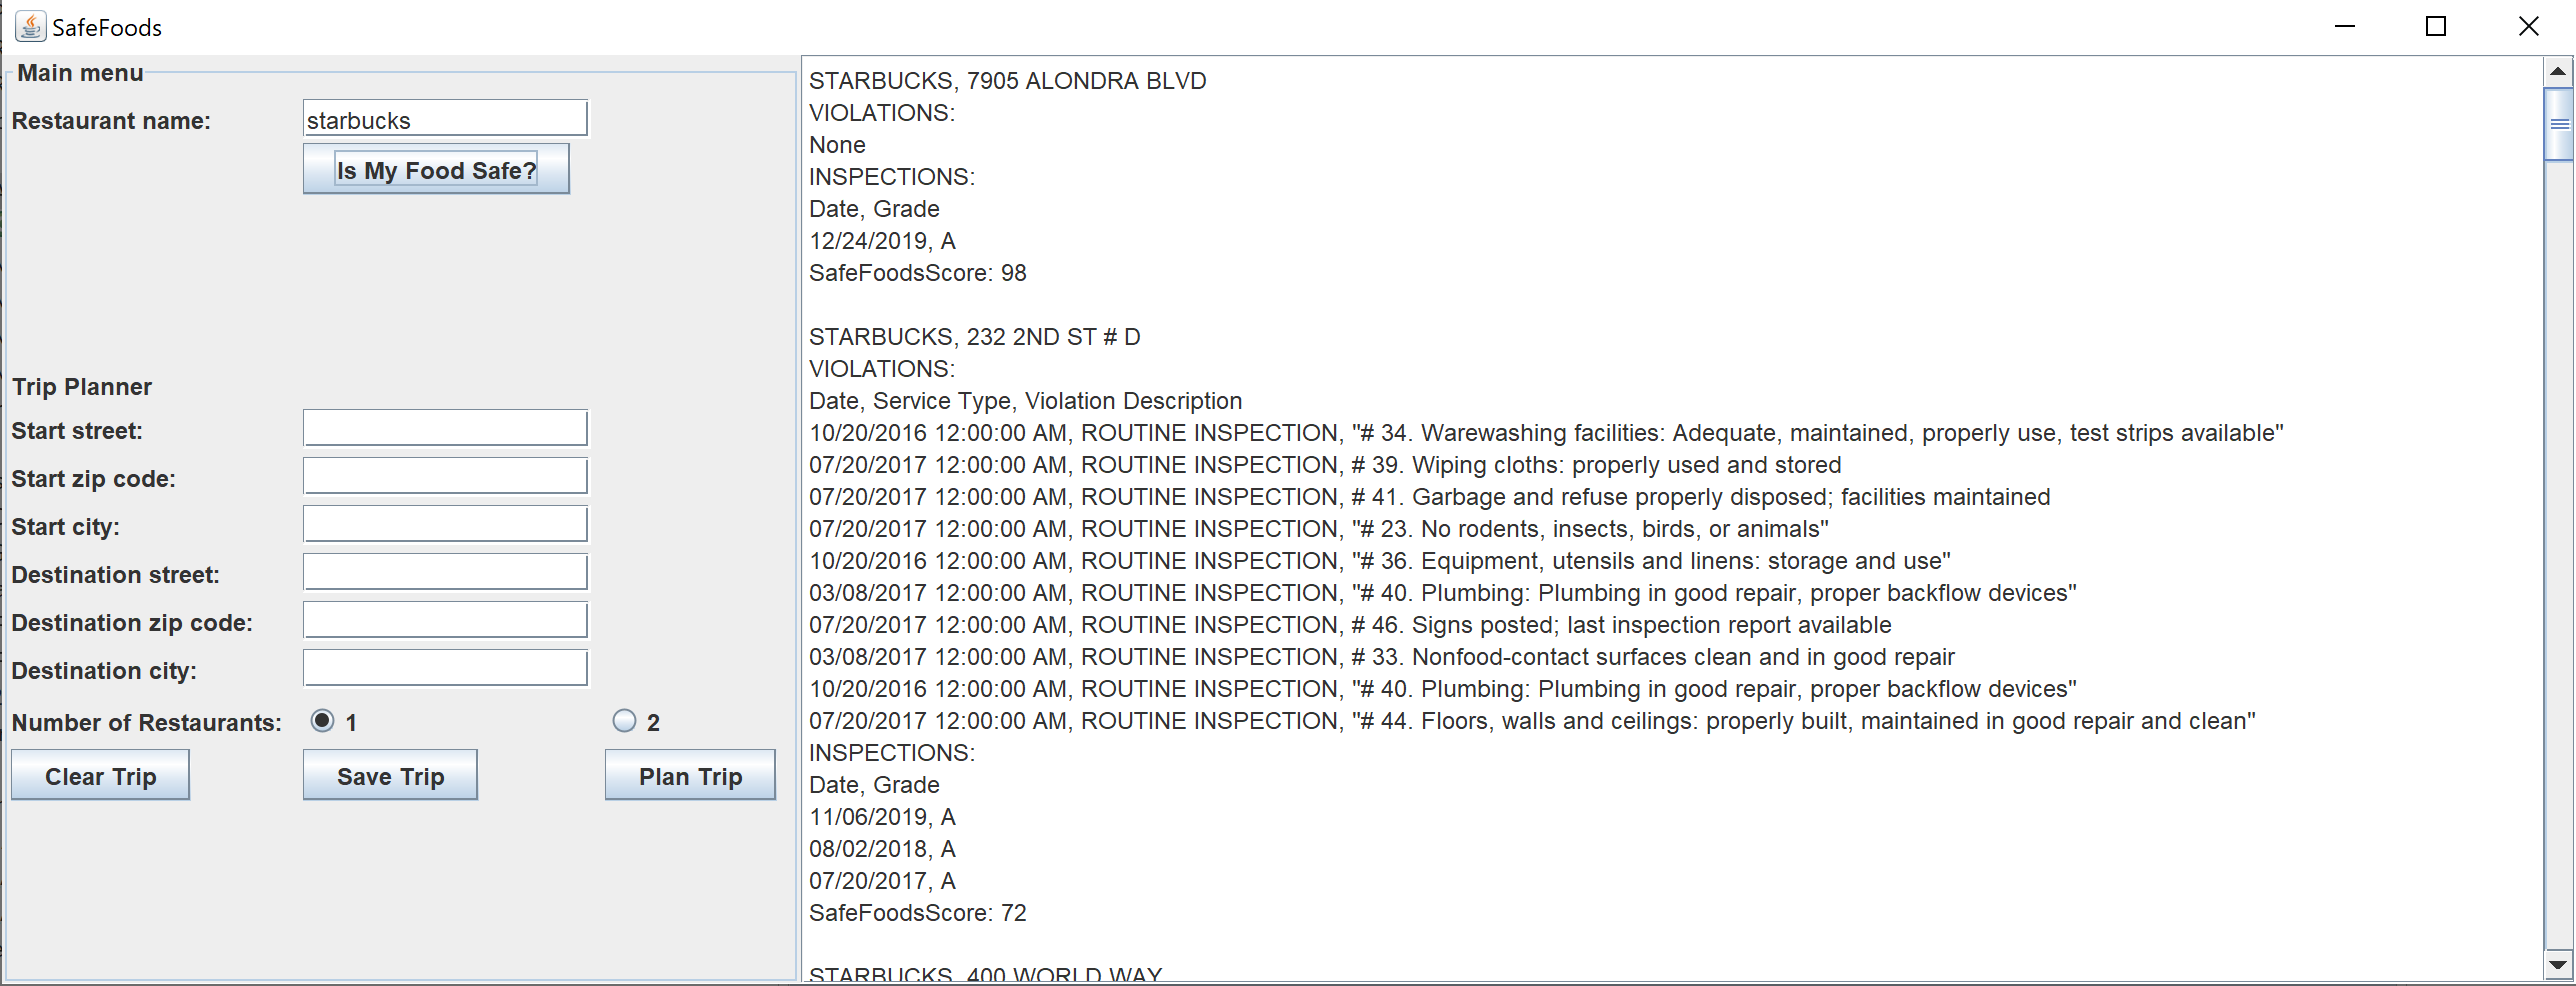 SafeFoods
Main menu
Restaurant name:
starbucks
Is My Food Safe?
Trip Planner
Start street:
Start zip code:
Start city:
Destination street:
Destination zip code:
Destination city:
Number of Restaurants: 1 2
Clear Trip Save Trip Plan Trip
STARBUCKS, 7905 ALONDRA BLVD
VIOLATIONS:
None
INSPECTIONS:
Date, Grade
12/24/2019, A
SafeFoodsScore: 98
STARBUCKS, 232 2ND ST # D
VIOLATIONS:
Date, Service Type, Violation Description
10/20/2016 12:00:00 AM, ROUTINE INSPECTION, "# 34. Warewashing facilities: Adequate, maintained, properly use, test strips available"
07/20/2017 12:00:00 AM, ROUTINE INSPECTION, # 39. Wiping cloths: properly used and stored
07/20/2017 12:00:00 AM, ROUTINE INSPECTION, # 41. Garbage and refuse properly disposed; facilities maintained
07/20/2017 12:00:00 AM, ROUTINE INSPECTION, "# 23. No rodents, insects, birds, or animals"
10/20/2016 12:00:00 AM, ROUTINE INSPECTION, "# 36. Equipment, utensils and linens: storage and use"
03/08/2017 12:00:00 AM, ROUTINE INSPECTION, "# 40. Plumbing: Plumbing in good repair, proper backflow devices"
07/20/2017 12:00:00 AM, ROUTINE INSPECTION, # 46. Signs posted; last inspection report available
03/08/2017 12:00:00 AM, ROUTINE INSPECTION, # 33. Nonfood-contact surfaces clean and in good repair
10/20/2016 12:00:00 AM, ROUTINE INSPECTION, "# 40. Plumbing: Plumbing in good repair, proper backflow devices"
07/20/2017 12:00:00 AM, ROUTINE INSPECTION, "# 44. Floors, walls and ceilings: properly built, maintained in good repair and clean"
INSPECTIONS:
Date, Grade
11/06/2019, A
08/02/2018, A
07/20/2017, A
SafeFoodsScore: 72
STARBUCKS, 400 WORLD WAY